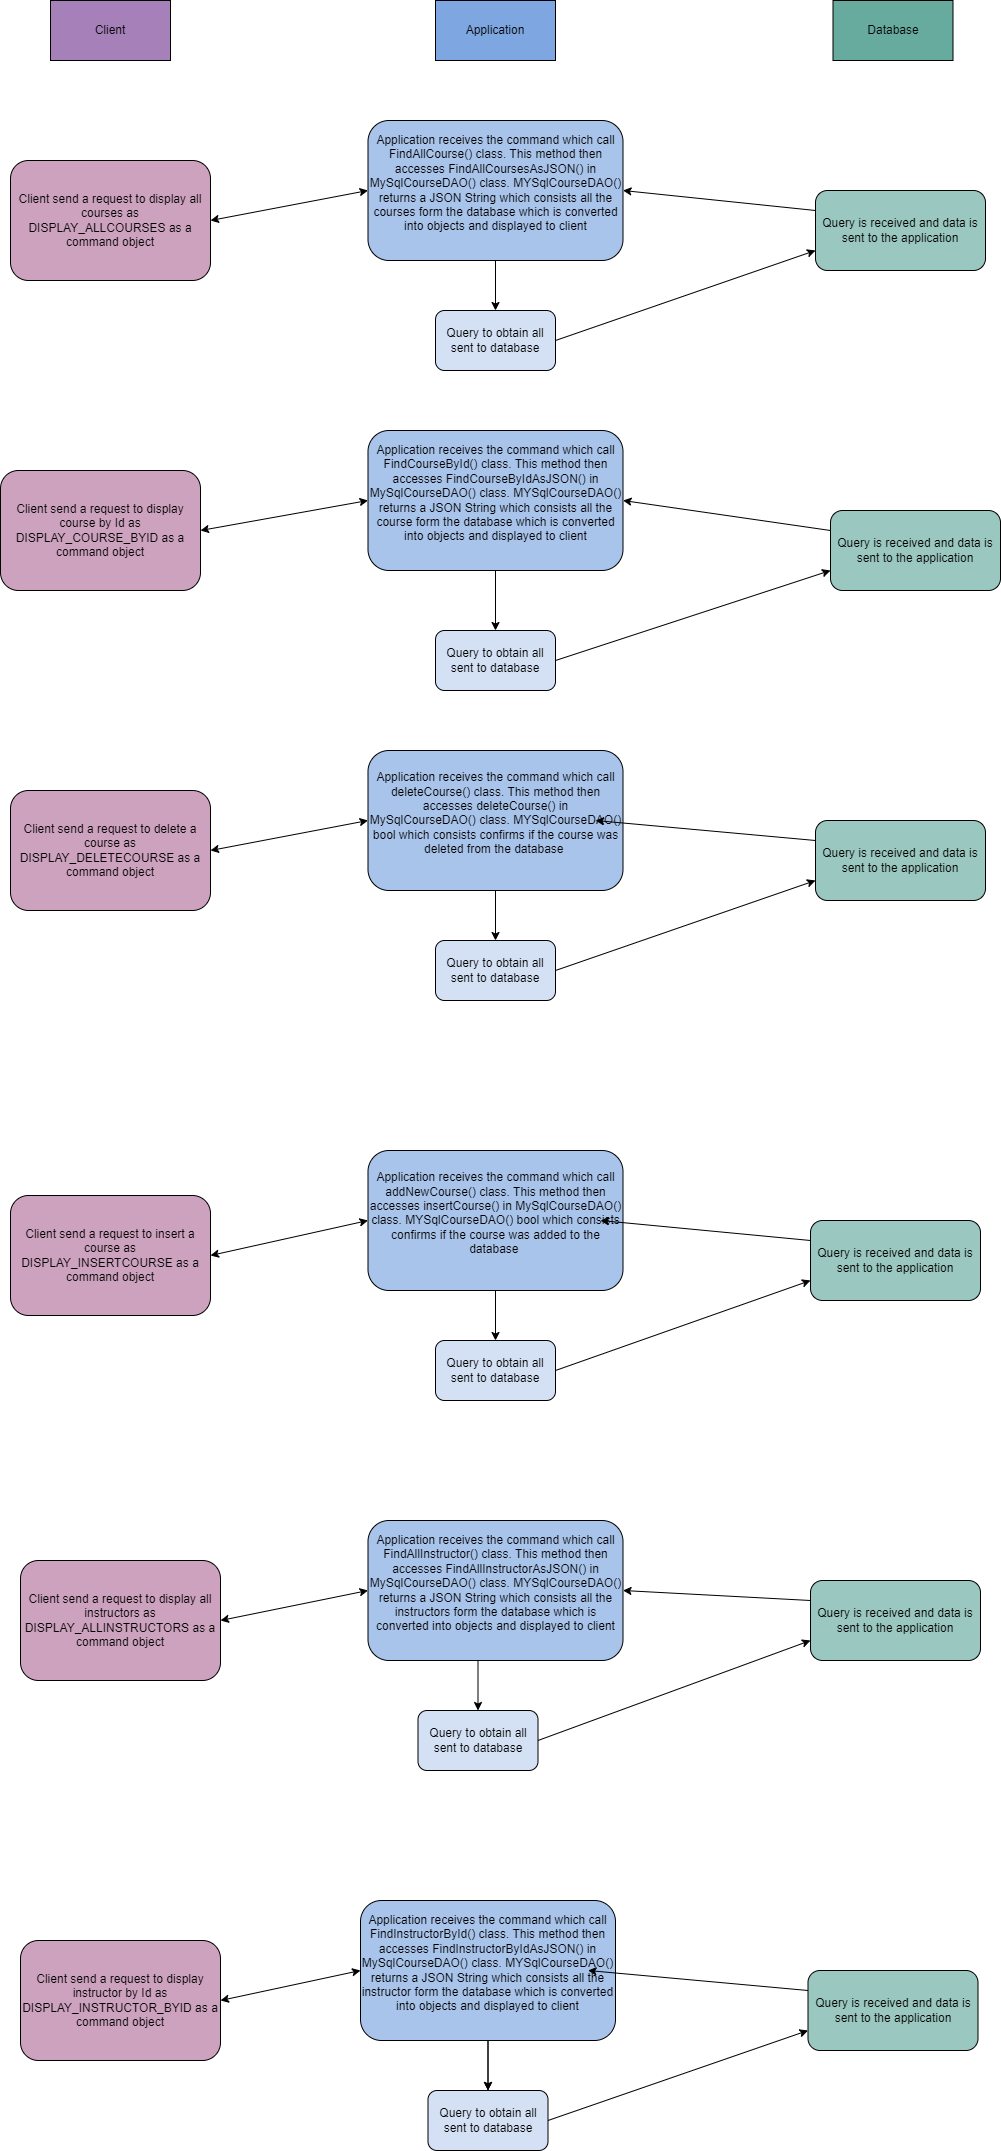 Client
Application
Database
Client send a request to display all
courses as
DISPLAY_ALLCOURSES as a
command object
Application receives the command which call
FindAllCourse() class. This method then
accesses FindAllCoursesAsJSON() in
MySqlCourseDAO() class. MYSqlCourseDAO()
returns a JSON String which consists all the
courses form the database which is converted
into objects and displayed to client
Query is received and data is
sent to the application
Query to obtain all
sent to database
Client send a request to display
course by Id as
DISPLAY_COURSE_BYID as a
command object
Application receives the command which call
FindCourseById() class. This method then
accesses FindCourseByIdAsJSON() in
MySqlCourseDAO() class. MYSqlCourseDAO()
returns a JSON String which consists all the
course form the database which is converted
into objects and displayed to client
Query is received and data is
sent to the application
Query to obtain all
sent to database
Client send a request to delete a
course as
DISPLAY_DELETECOURSE as a
command object
Application receives the command which call
deleteCourse() class. This method then
accesses deleteCourse() in
MySqlCourseDAO() class. MYSqlCourseDAO()
bool which consists confirms if the course was
deleted from the database
Query is received and data is
sent to the application
Query to obtain all
sent to database
Client send a request to insert a
course as
DISPLAY_INSERTCOURSE as a
command object
Application receives the command which call
addNewCourse() class. This method then
accesses insertCourse() in MySqlCourseDAO()
class. MYSqlCourseDAO() bool which consists
confirms if the course was added to the
database
Query is received and data is
sent to the application
Query to obtain all
sent to database
Client send a request to display all
instructors as
DISPLAY_ALLINSTRUCTORS as a
command object
Application receives the command which call
FindAllInstructor() class. This method then
accesses FindAllInstructorAsJSON() in
MySqlCourseDAO() class. MYSqlCourseDAO()
returns a JSON String which consists all the
instructors form the database which is
converted into objects and displayed to client
Query is received and data is
sent to the application
Query to obtain all
sent to database
Client send a request to display
instructor by Id as
DISPLAY_INSTRUCTOR_BYID as a
command object
Application receives the command which call
FindInstructorById() class. This method then
accesses FindInstructorByIdAsJSON() in
MySqlCourseDAO() class. MYSqlCourseDAO()
returns a JSON String which consists all the
instructor form the database which is converted
into objects and displayed to client
Query is received and data is
sent to the application
Query to obtain all
sent to database